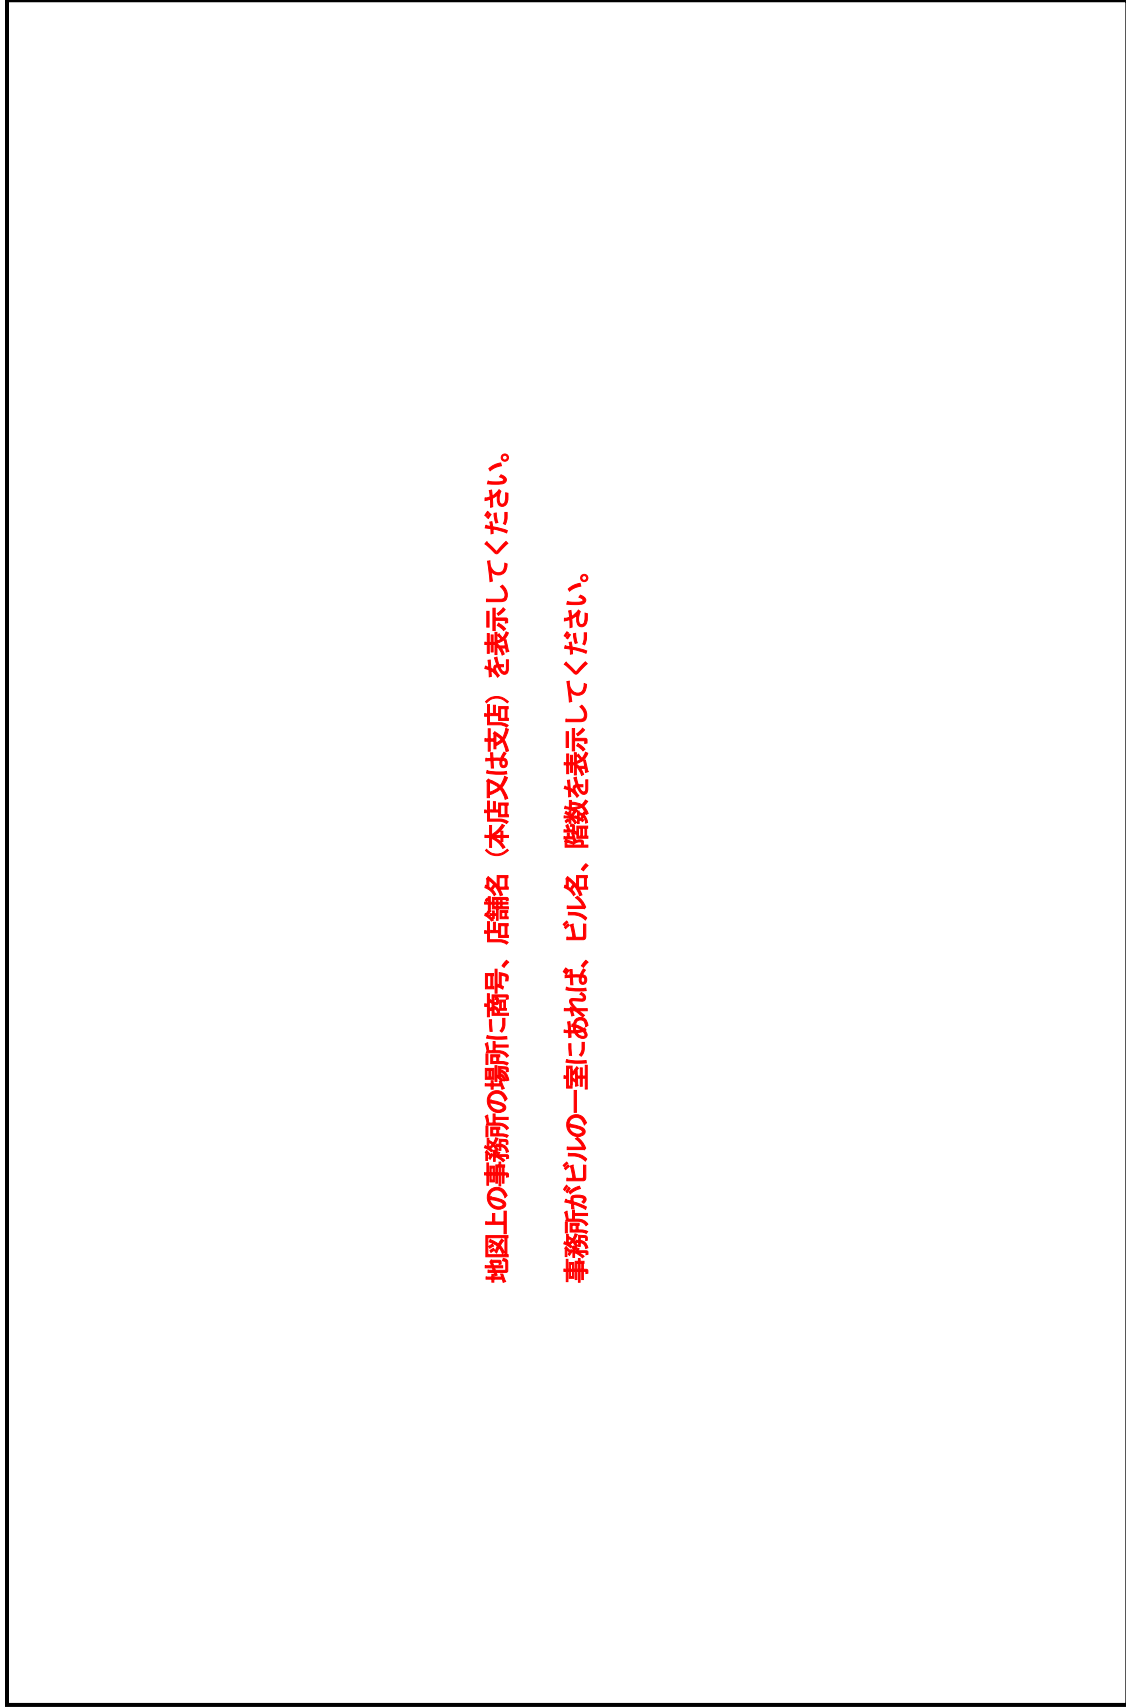 地図上の事務所の場所に商号、店舗名（本店又は支店）を表示してください。
事務所がビルの一室にあれば、ビル名、階数を表示してください。